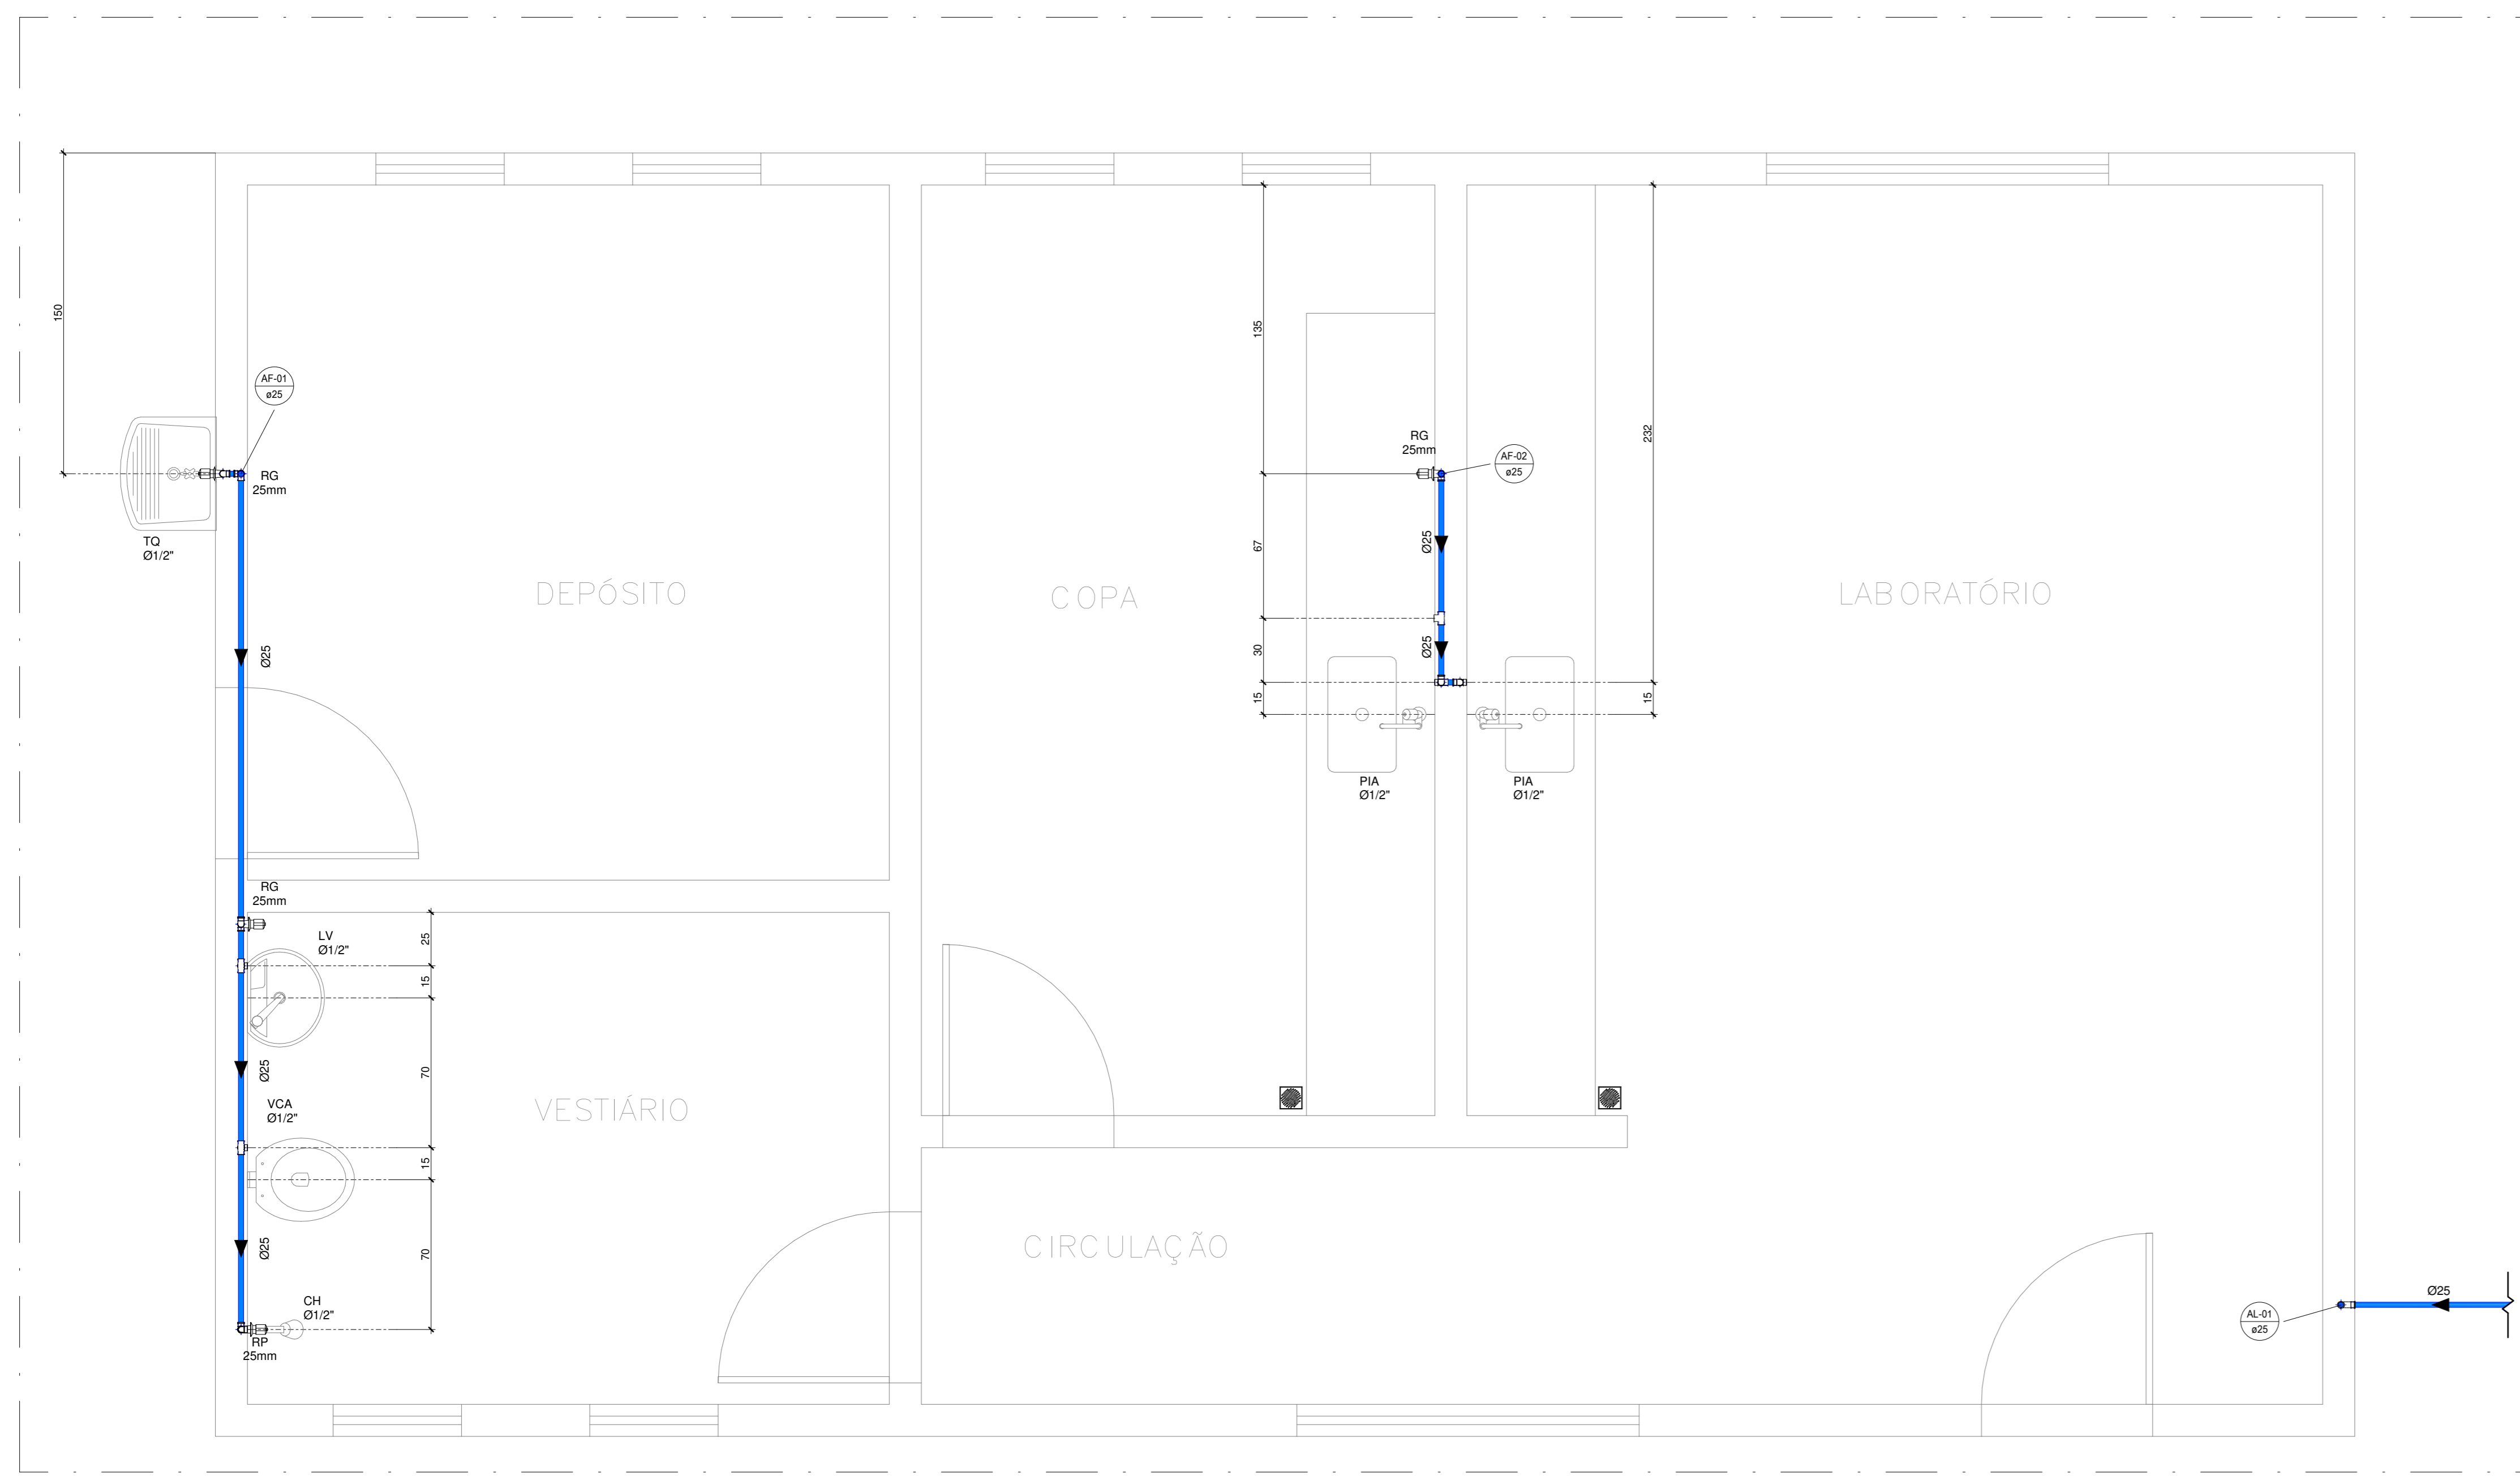 150
AF-01
ø25
RG
25mm
TQ
Ø1/2"
DEPÓSITO
Ø25
RG
25mm
LV
Ø1/2"
25
15
70
15
70
Ø25
VCA
Ø1/2"
VESTIÁRIO
Ø25
CH
Ø1/2"
RP
25mm
COPA
135
67
30
15
RG
25mm
AF-02
ø25
Ø25
Ø25
PIA
Ø1/2"
PIA
Ø1/2"
232
15
LABORATÓRIO
CIRCULAÇÃO
AL-01
ø25
Ø25